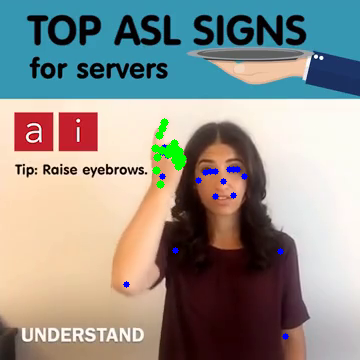 TOP ASL SIGNS
for servers
ai
Tip: Raise eyebrows.
UNDERSTAND